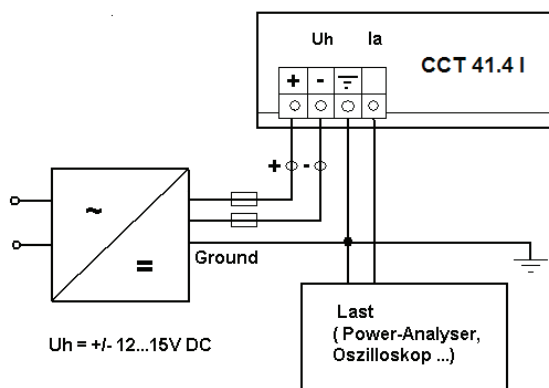 Uh Ia
CCT 41.4 I
+ -
+ -
~
=
Ground
Last
( Power-Analyser,
Oszilloskop ...)
Uh = +/- 12...15V DC